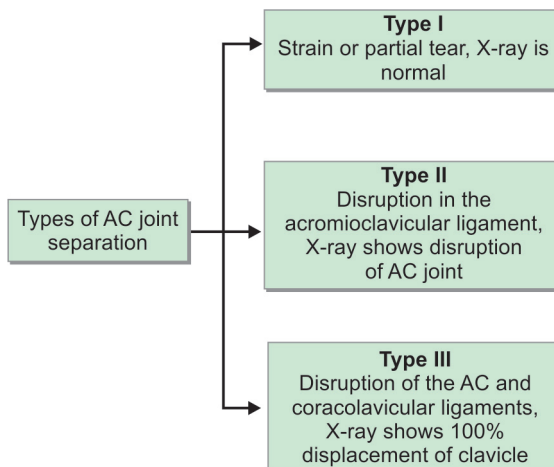 Type I
Strain or partial tear, X-ray is
normal
Type II
Disruption in the
acromioclavicular ligament,
X-ray shows disruption
of AC joint
Types of AC joint
separation
Type III
Disruption of the AC and
coracolavicular ligaments,
X-ray shows 100%
displacement of clavicle